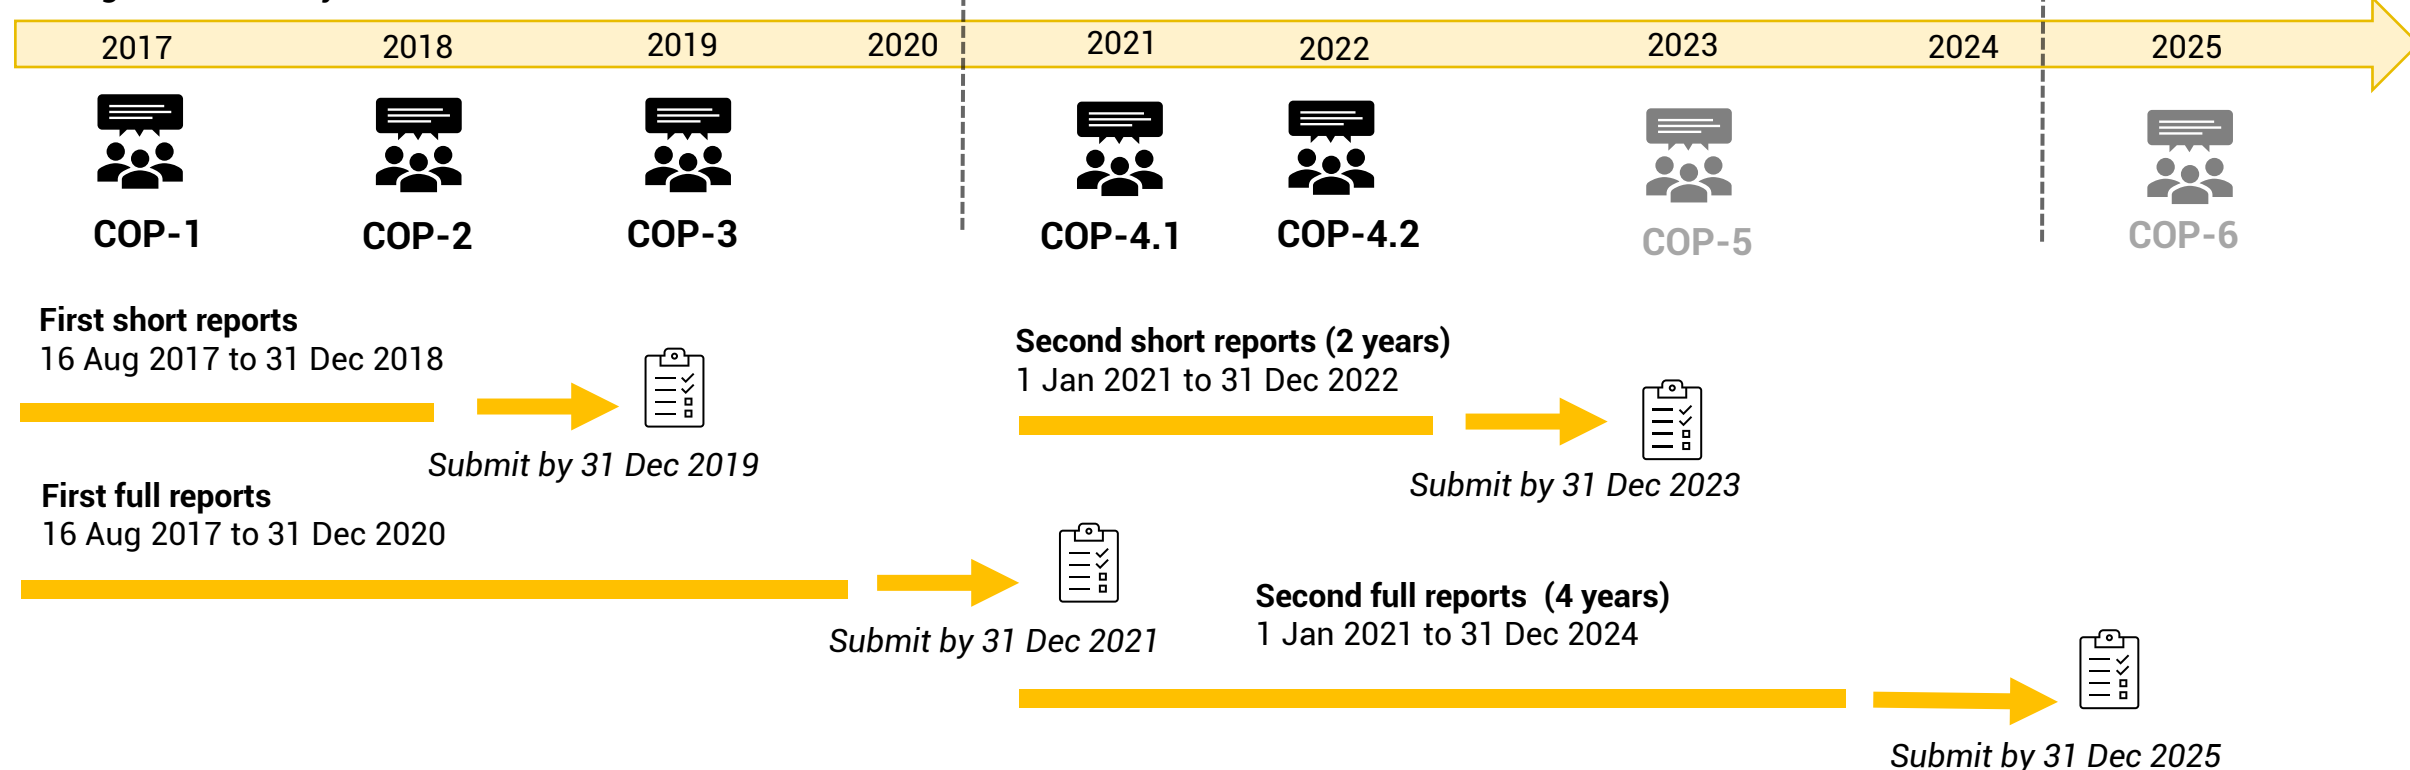 2017 2018 2019 2020 2021 2022 2023 2024 2025
COP-1 COP-2 COP-3 COP-4.1 COP-4.2 COP-5 COP-6
First short reports
16 Aug 2017 to 31 Dec 2018
Submit by 31 Dec 2019
First full reports
16 Aug 2017 to 31 Dec 2020
Submit by 31 Dec 2021
Second short reports (2 years)
1 Jan 2021 to 31 Dec 2022
Submit by 31 Dec 2023
Second full reports (4 years)
1 Jan 2021 to 31 Dec 2024
Submit by 31 Dec 2025